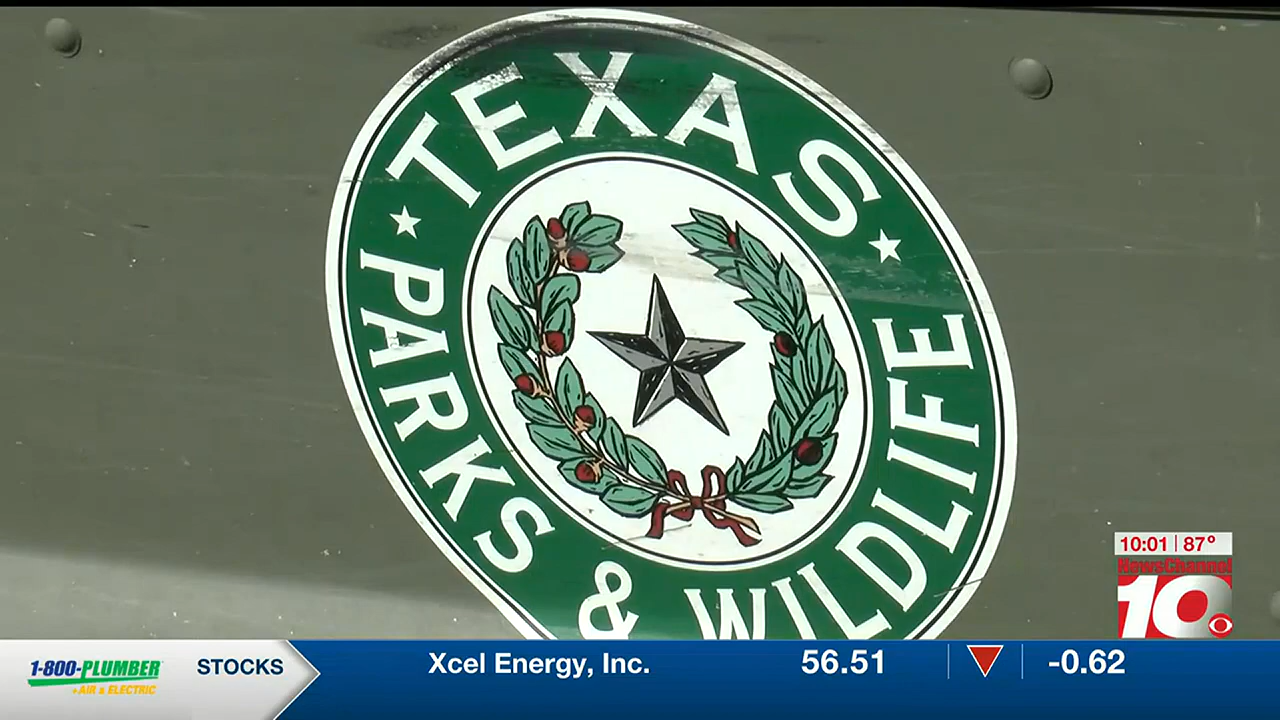 TEXAS
PARKS & WILDLIFE
10:01 | 87°
NewsChannel
10
1-800-PLUMBER
+AIR & ELECTRIC
STOCKS
Xcel Energy, Inc.
56.51
-0.62